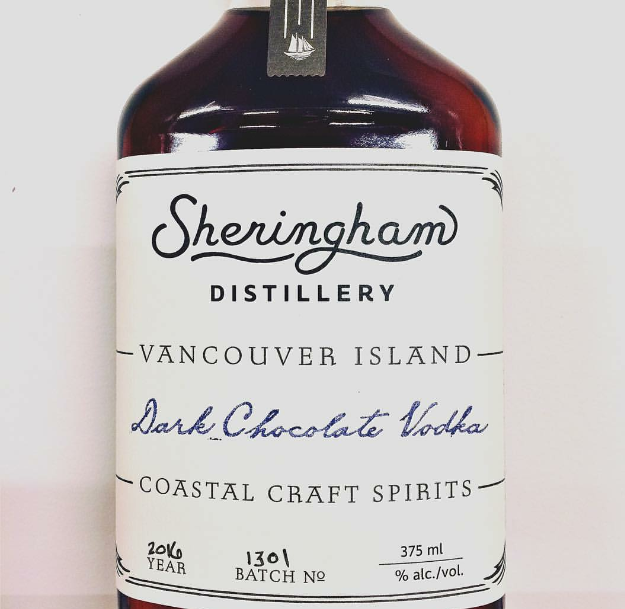 Sheringham
DISTILLERY
VANCOUVER ISLAND
Dark Chocolate Vodka
COASTAL CRAFT SPIRITS
2016 1301 375 ml
YEAR BATCH Nº % alc./vol.